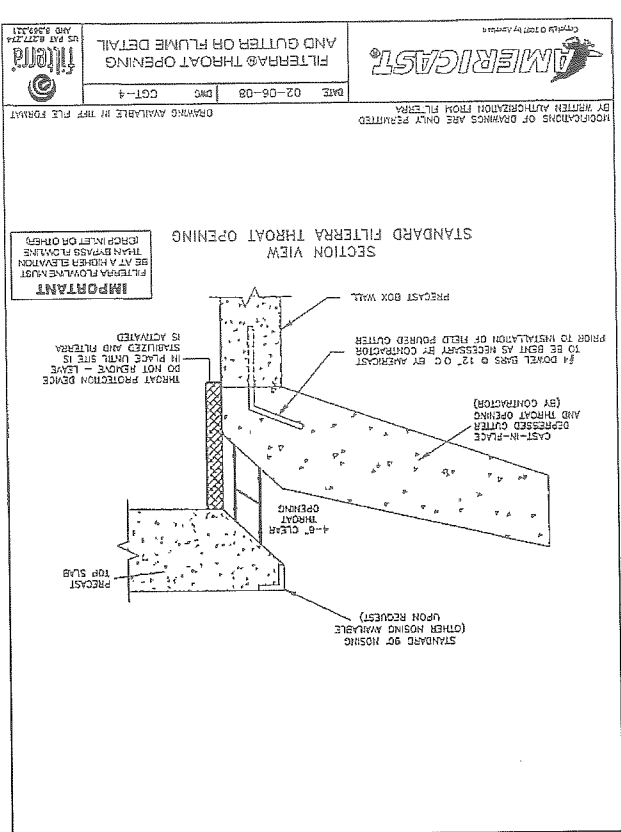 STANDARD 90° NOSING
(OTHER NOSING AVAILABLE
UPON REQUEST)
PRECAST
TOP SLAB
4-6" CLEAR
THROAT
OPENING
CAST-IN-PLACE
DEPRESSED GUTTER
AND THROAT OPENING
(BY CONTRACTOR)
#4 DOWEL BARS @ 12" O.C. BY AMERICAST
TO BE BENT AS NECESSARY BY CONTRACTOR
PRIOR TO INSTALLATION OF FIELD POURED GUTTER
THROAT PROTECTION DEVICE
DO NOT REMOVE - LEAVE
IN PLACE UNTIL SITE IS
STABILIZED AND FILTERRA
IS ACTIVATED
PRECAST BOX WALL
SECTION VIEW
STANDARD FILTERRA THROAT OPENING
IMPORTANT
FILTERRA FLOWLINE MUST
BE AT A HIGHER ELEVATION
THAN BYPASS FLOWLINE
(DROP INLET OR OTHER)
MODIFICATIONS OF DRAWINGS ARE ONLY PERMITTED
BY WRITTEN AUTHORIZATION FROM FILTERRA
DRAWING AVAILABLE IN TIFF FILE FORMAT
AMERICAST®
Copyright © 2007 by Americast
DATE 02-06-08 DWG CGT-4
FILTERRA® THROAT OPENING
AND GUTTER OR FLUME DETAIL
filterra
US PAT 6,277,274
AND 6,569,321